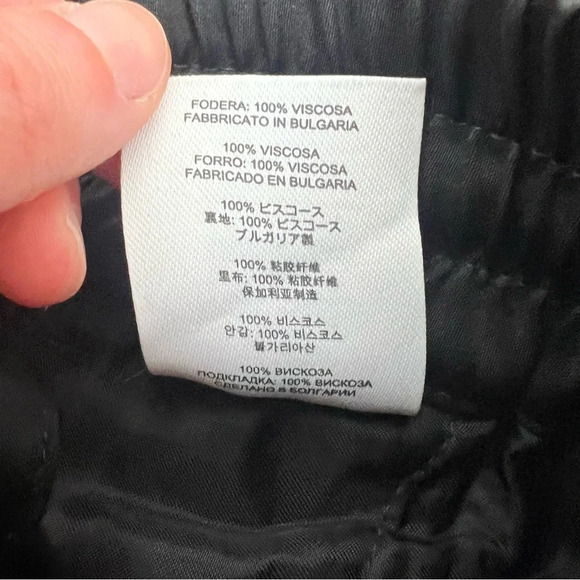 FODERA: 100% VISCOSA
FABBRICATO IN BULGARIA
100% VISCOSA
FORRO: 100% VISCOSA
FABRICADO EN BULGARIA
100% ビスコース
裏地: 100% ビスコース
ブルガリア製
100% 粘胶纤维
里布: 100% 粘胶纤维
保加利亚制造
100% 비스코스
안감: 100% 비스코스
불가리아산
100% ВИСКОЗА
ПОДКЛАДКА: 100% ВИСКОЗА
СДЕЛАНО В БОЛГАРИИ